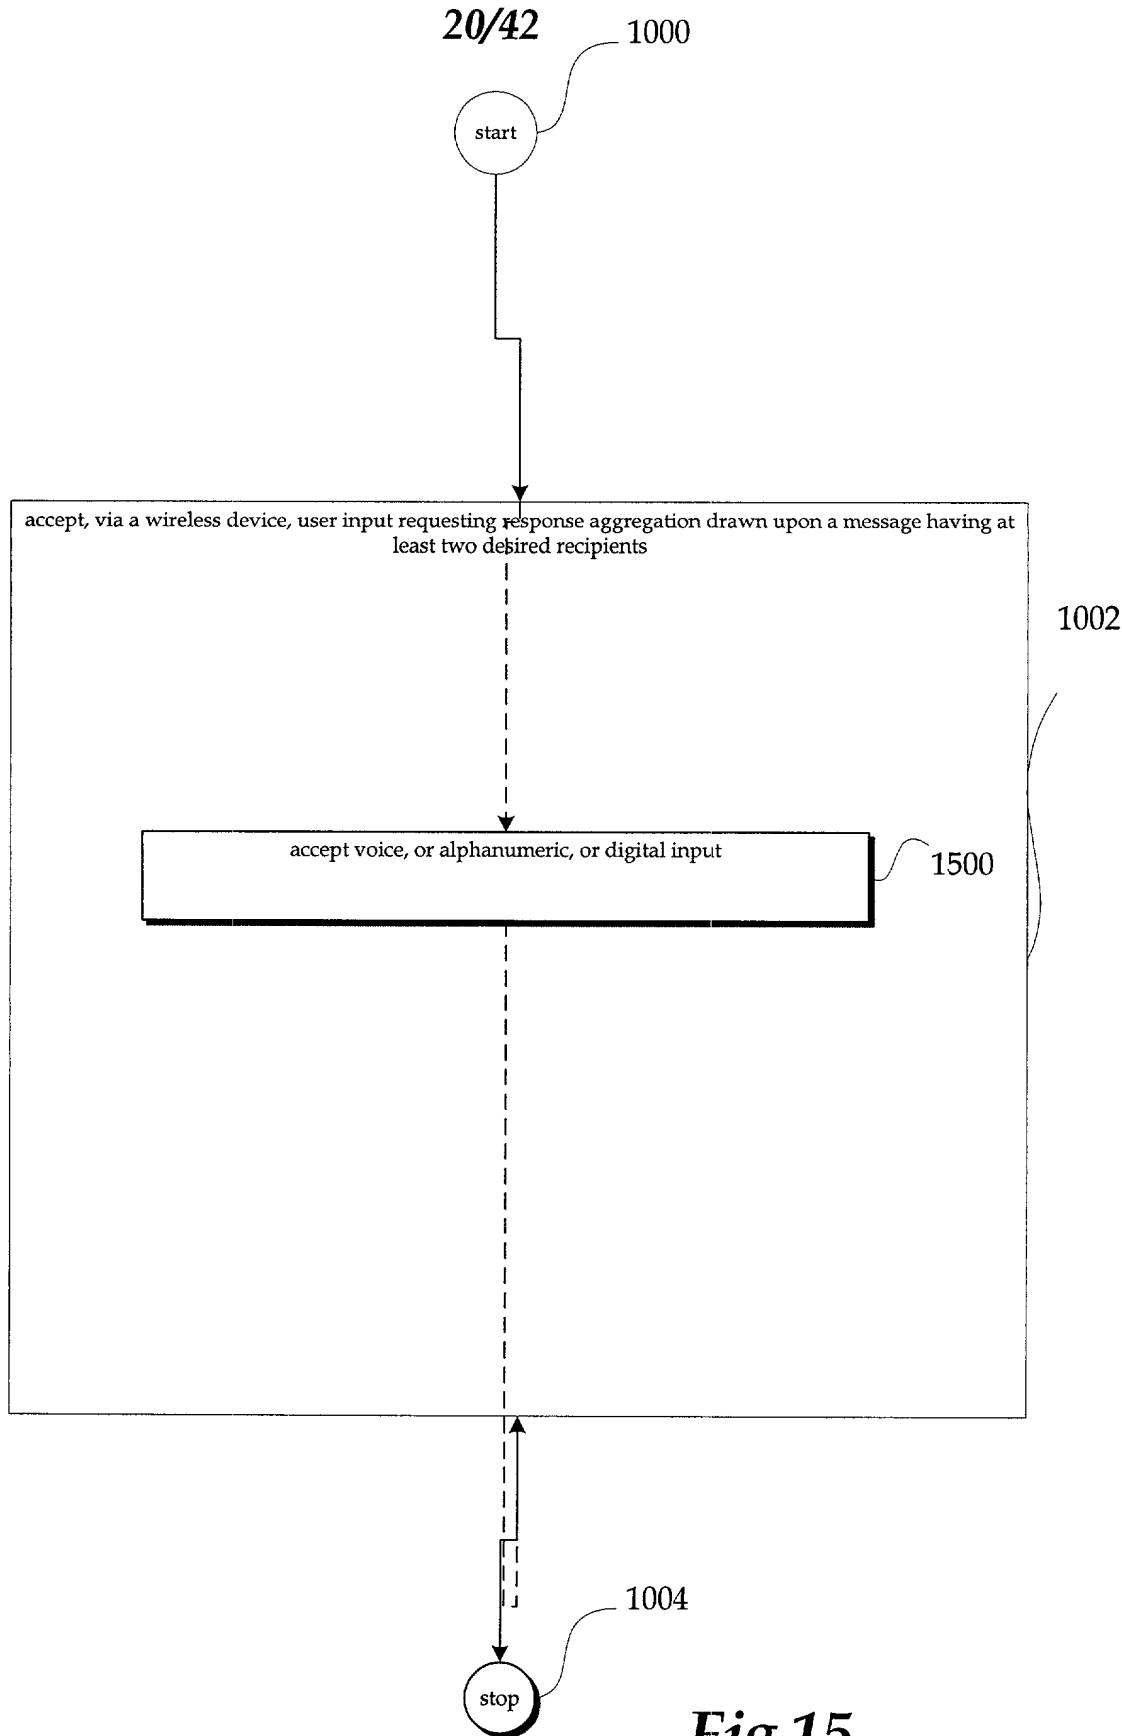 20/42
1000
start
accept, via a wireless device, user input requesting response aggregation drawn upon a message having at
least two desired recipients
1002
accept voice, or alphanumeric, or digital input
1500
1004
stop
Fig 15